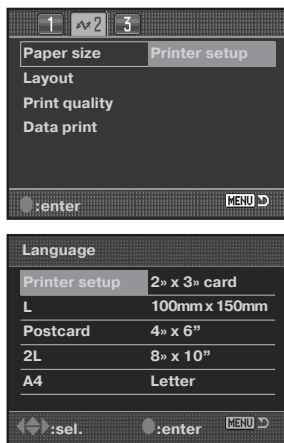 1 2 3
Paper size Printer setup
Layout
Print quality
Data print
:enter MENU
Language
Printer setup 2» x 3» card
L 100mm x 150mm
Postcard 4» x 6”
2L 8» x 10”
A4 Letter
:sel. :enter MENU